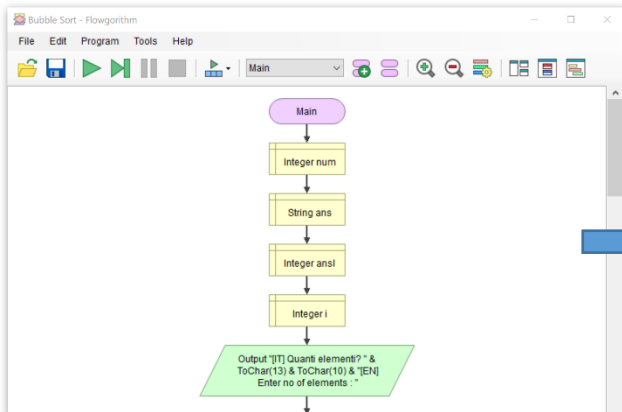 Bubble Sort - Flowgorithm
File Edit Program Tools Help
Main
Main
Integer num
String ans
Integer ansI
Integer i
Output "[IT] Quanti elementi? " &
ToChar(13) & ToChar(10) & "[EN]
Enter no of elements : "